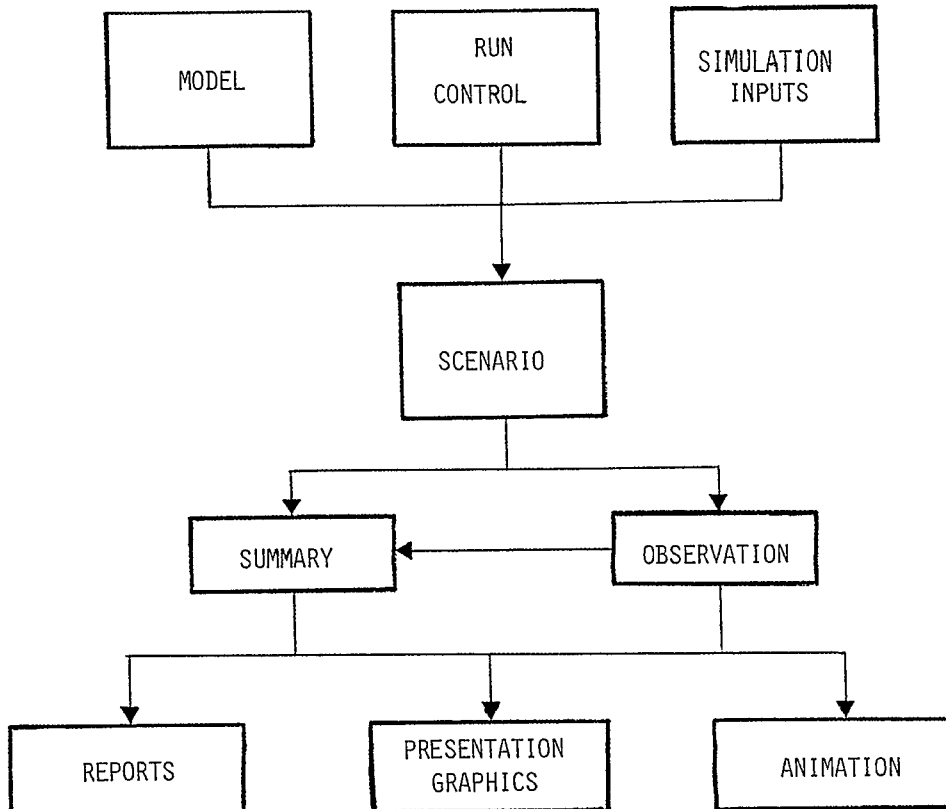 MODEL
RUN
CONTROL
SIMULATION
INPUTS
SCENARIO
SUMMARY
OBSERVATION
REPORTS
PRESENTATION
GRAPHICS
ANIMATION